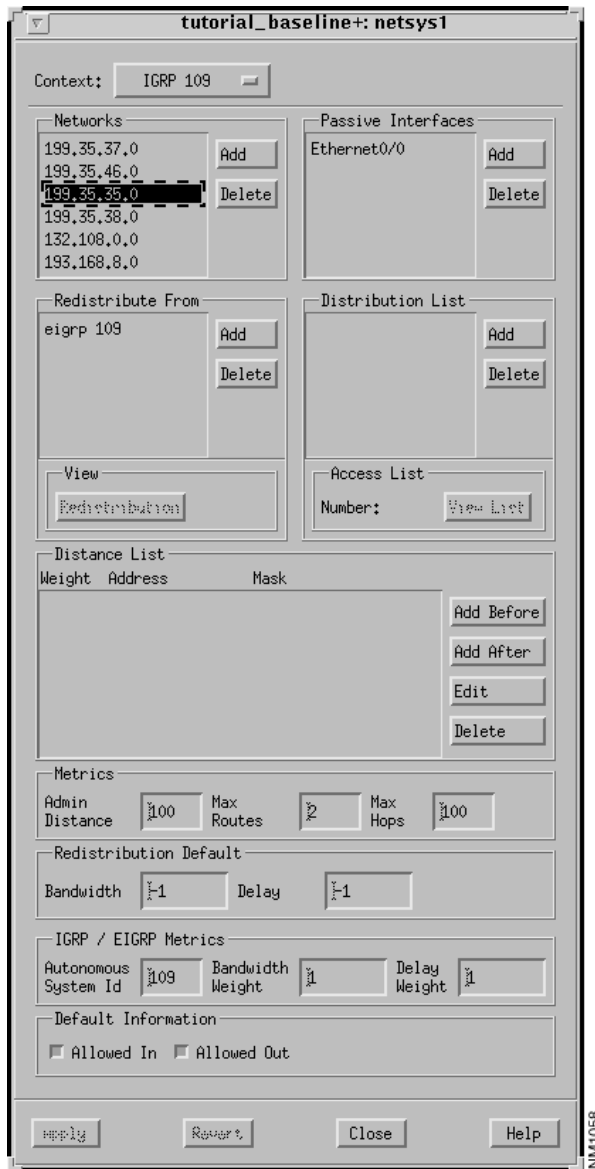 tutorial_baseline+: netsys1
Context: IGRP 109
Networks
199.35.37.0
199.35.46.0
199.35.35.0
199.35.38.0
132.108.0.0
193.168.8.0
Add
Delete
Passive Interfaces
Ethernet0/0
Add
Delete
Redistribute From
eigrp 109
Add
Delete
View
Redistribution
Distribution List
Add
Delete
Access List
Number: View List
Distance List
Weight Address Mask
Add Before
Add After
Edit
Delete
Metrics
Admin Distance 100 Max Routes 2 Max Hops 100
Redistribution Default
Bandwidth -1 Delay -1
IGRP / EIGRP Metrics
Autonomous System Id 109 Bandwidth Weight 1 Delay Weight 1
Default Information
Allowed In Allowed Out
Apply Revert Close Help
NM1058